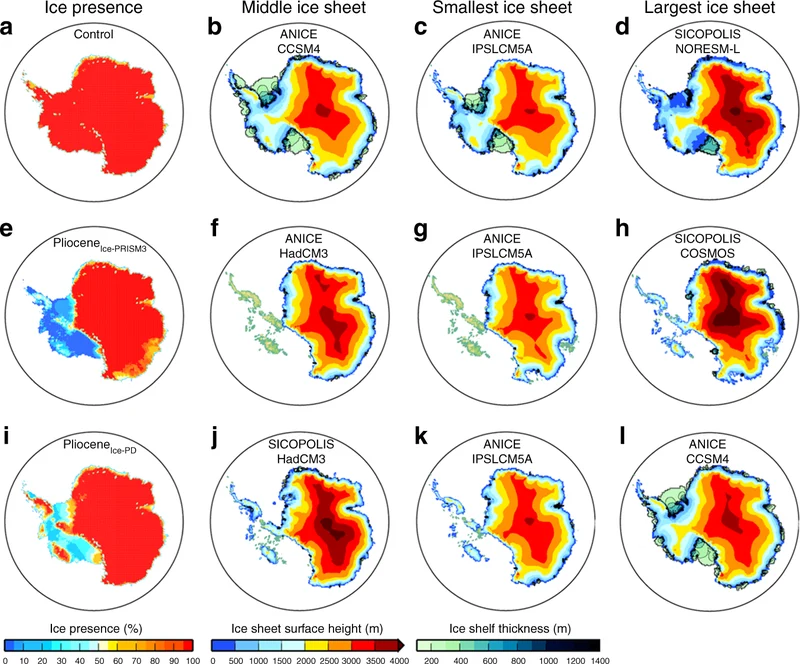 Ice presence Middle ice sheet Smallest ice sheet Largest ice sheet
a Control b ANICE c ANICE d SICOPOLIS
CCSM4 IPSLCM5A NORESM-L
e PlioceneIce-PRISM3 f ANICE g ANICE h SICOPOLIS
HadCM3 IPSLCM5A COSMOS
i PlioceneIce-PD j SICOPOLIS k ANICE l ANICE
HadCM3 IPSLCM5A CCSM4
Ice presence (%) Ice sheet surface height (m) Ice shelf thickness (m)
0 10 20 30 40 50 60 70 80 90 100 0 500 1500 2000 2500 3000 3500 4000 200 400 600 800 1000 1200 1400